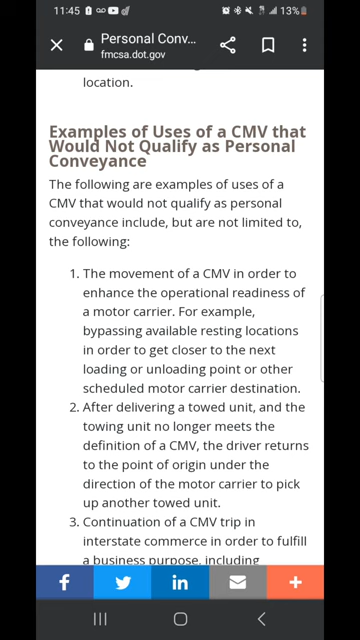 11:45
13%
Personal Conv...
fmcsa.dot.gov
location.
Examples of Uses of a CMV that
Would Not Qualify as Personal
Conveyance
The following are examples of uses of a
CMV that would not qualify as personal
conveyance include, but are not limited to,
the following:
1. The movement of a CMV in order to
enhance the operational readiness of
a motor carrier. For example,
bypassing available resting locations
in order to get closer to the next
loading or unloading point or other
scheduled motor carrier destination.
2. After delivering a towed unit, and the
towing unit no longer meets the
definition of a CMV, the driver returns
to the point of origin under the
direction of the motor carrier to pick
up another towed unit.
3. Continuation of a CMV trip in
interstate commerce in order to fulfill
a business purpose, including